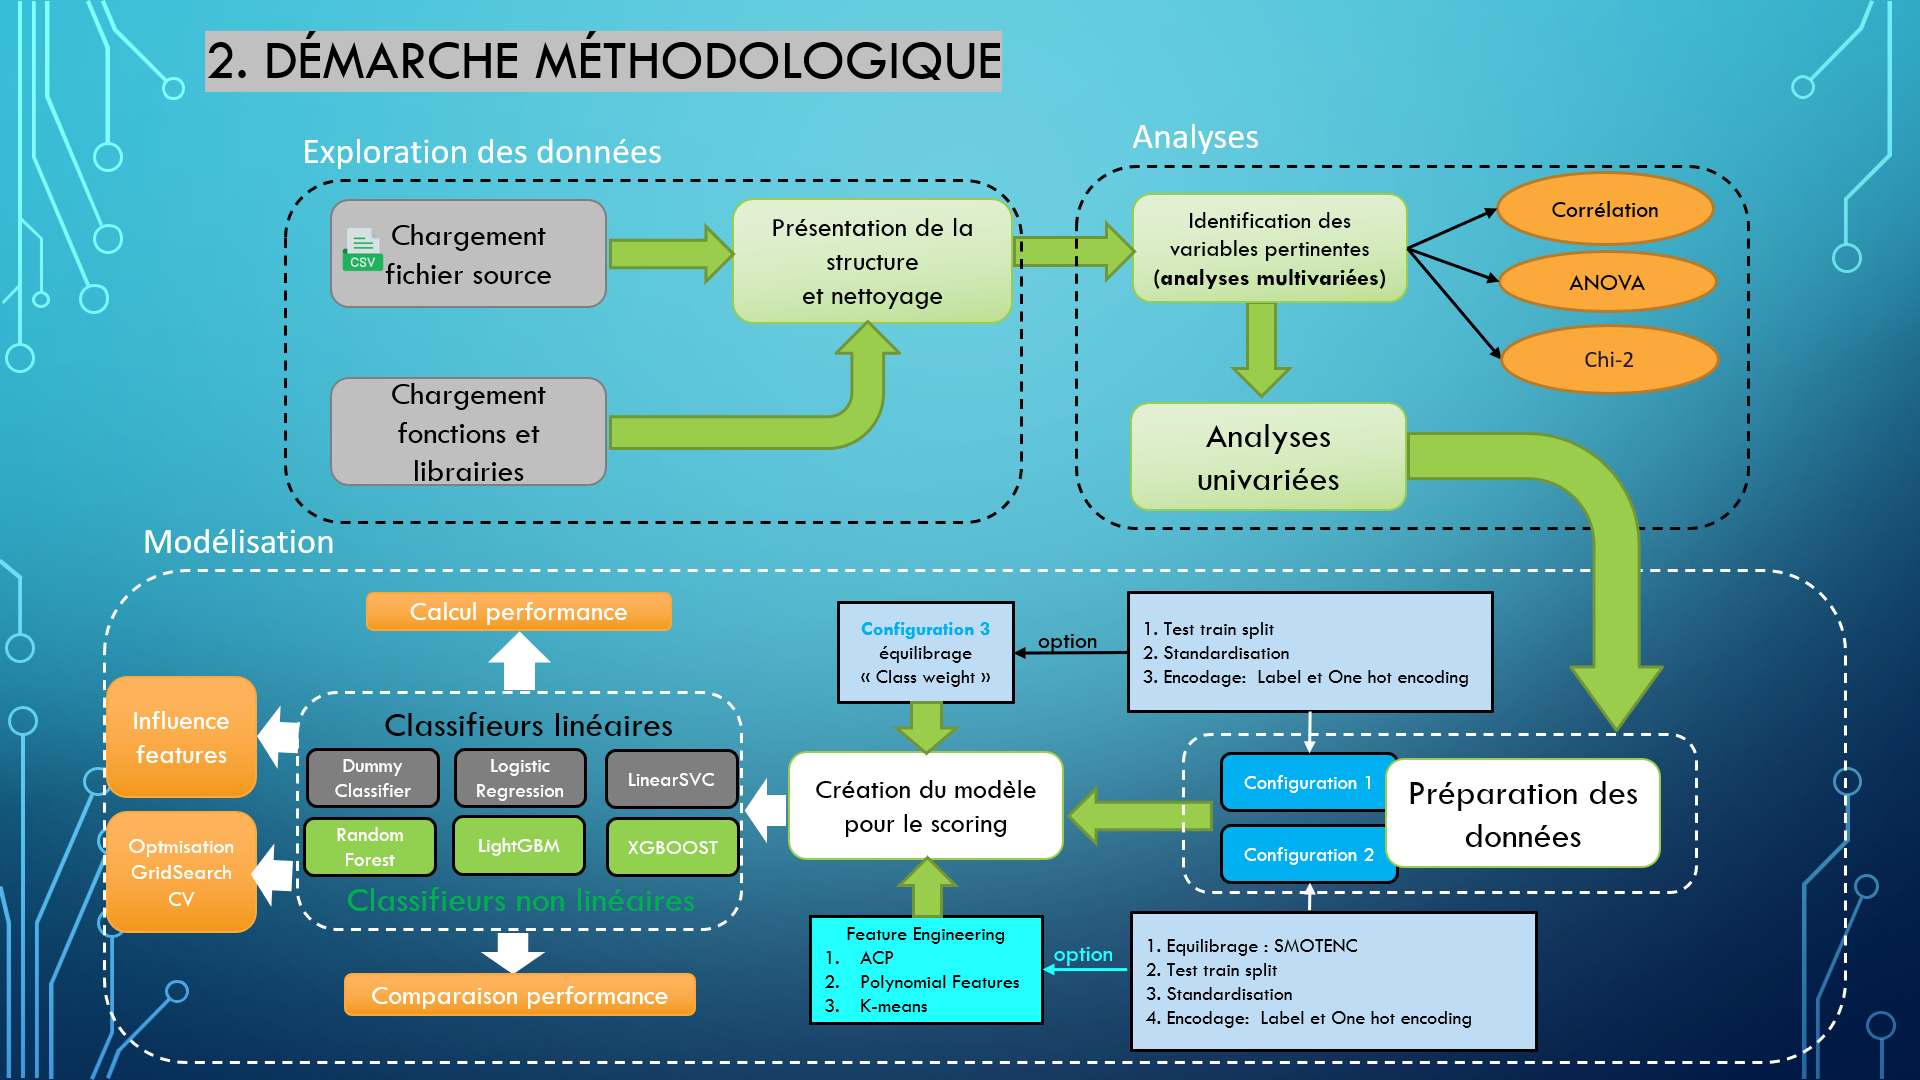 2. DÉMARCHE MÉTHODOLOGIQUE
Exploration des données
Chargement
fichier source
CSV
Chargement
fonctions et
librairies
Présentation de la
structure
et nettoyage
Analyses
Identification des
variables pertinentes
(analyses multivariées)
Corrélation
ANOVA
Chi-2
Analyses
univariées
Modélisation
1. Test train split
2. Standardisation
3. Encodage: Label et One hot encoding
option
Configuration 3
équilibrage
« Class weight »
Configuration 1
Configuration 2
Préparation des
données
1. Equilibrage : SMOTENC
2. Test train split
3. Standardisation
4. Encodage: Label et One hot encoding
option
Feature Engineering
1. ACP
2. Polynomial Features
3. K-means
Création du modèle
pour le scoring
Calcul performance
Classifieurs linéaires
Dummy
Classifier
Logistic
Regression
LinearSVC
Random
Forest
LightGBM
XGBOOST
Classifieurs non linéaires
Influence
features
Optmisation
GridSearch
CV
Comparaison performance